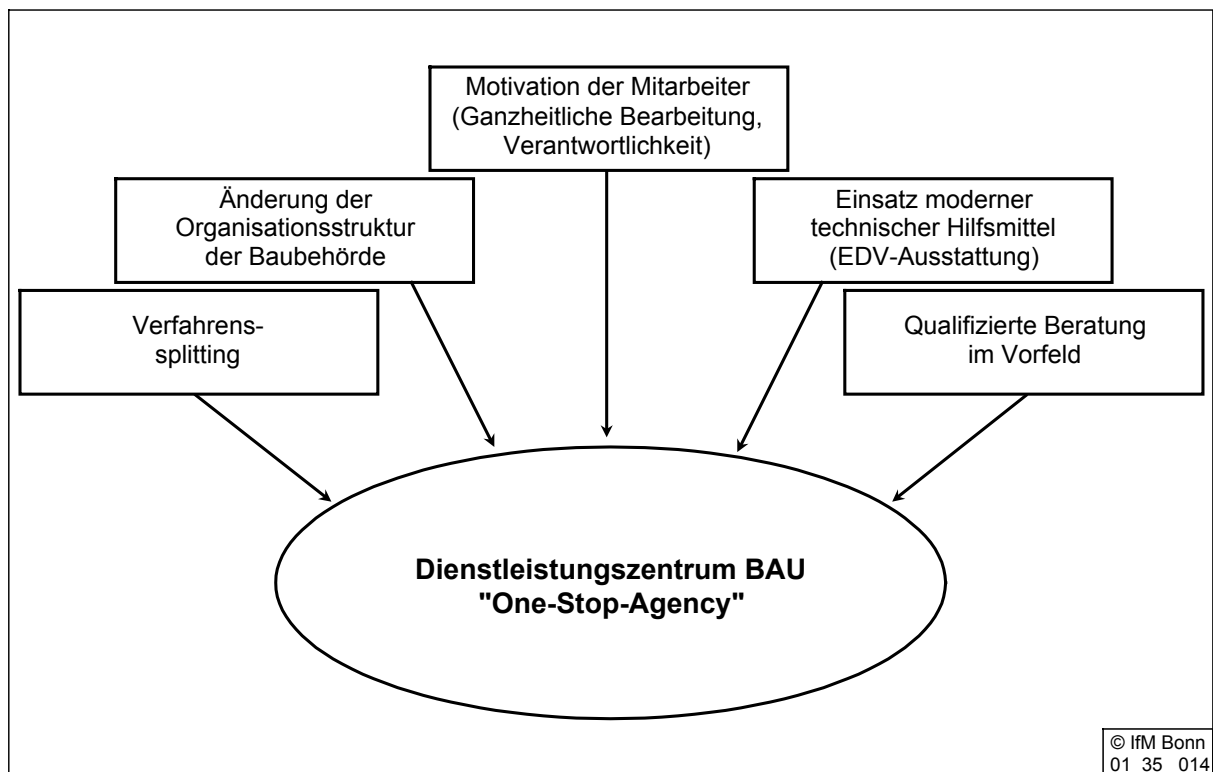 Motivation der Mitarbeiter
(Ganzheitliche Bearbeitung,
Verantwortlichkeit)
Änderung der
Organisationsstruktur
der Baubehörde
Einsatz moderner
technischer Hilfsmittel
(EDV-Ausstattung)
Verfahrens-
splitting
Qualifizierte Beratung
im Vorfeld
Dienstleistungszentrum BAU
"One-Stop-Agency"
© IfM Bonn
01 35 014